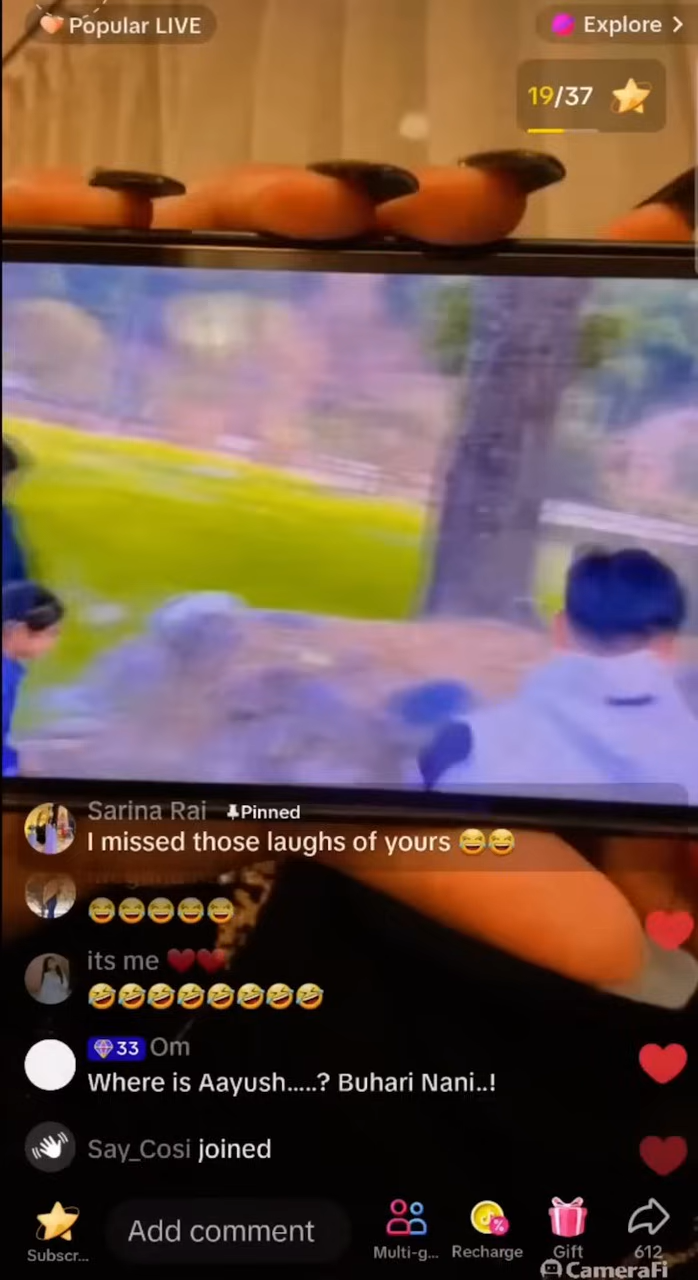 Popular LIVE
Explore >
19/37
Sarina Rai Pinned
I missed those laughs of yours 😂😂
😂😂😂😂😂
its me ❤️❤️
🤣🤣🤣🤣🤣🤣🤣🤣
33 Om
Where is Aayush.....? Buhari Nani..!
Say_Cosi joined
Subscr...
Add comment
Multi-g...
Recharge
Gift
612
CameraFi